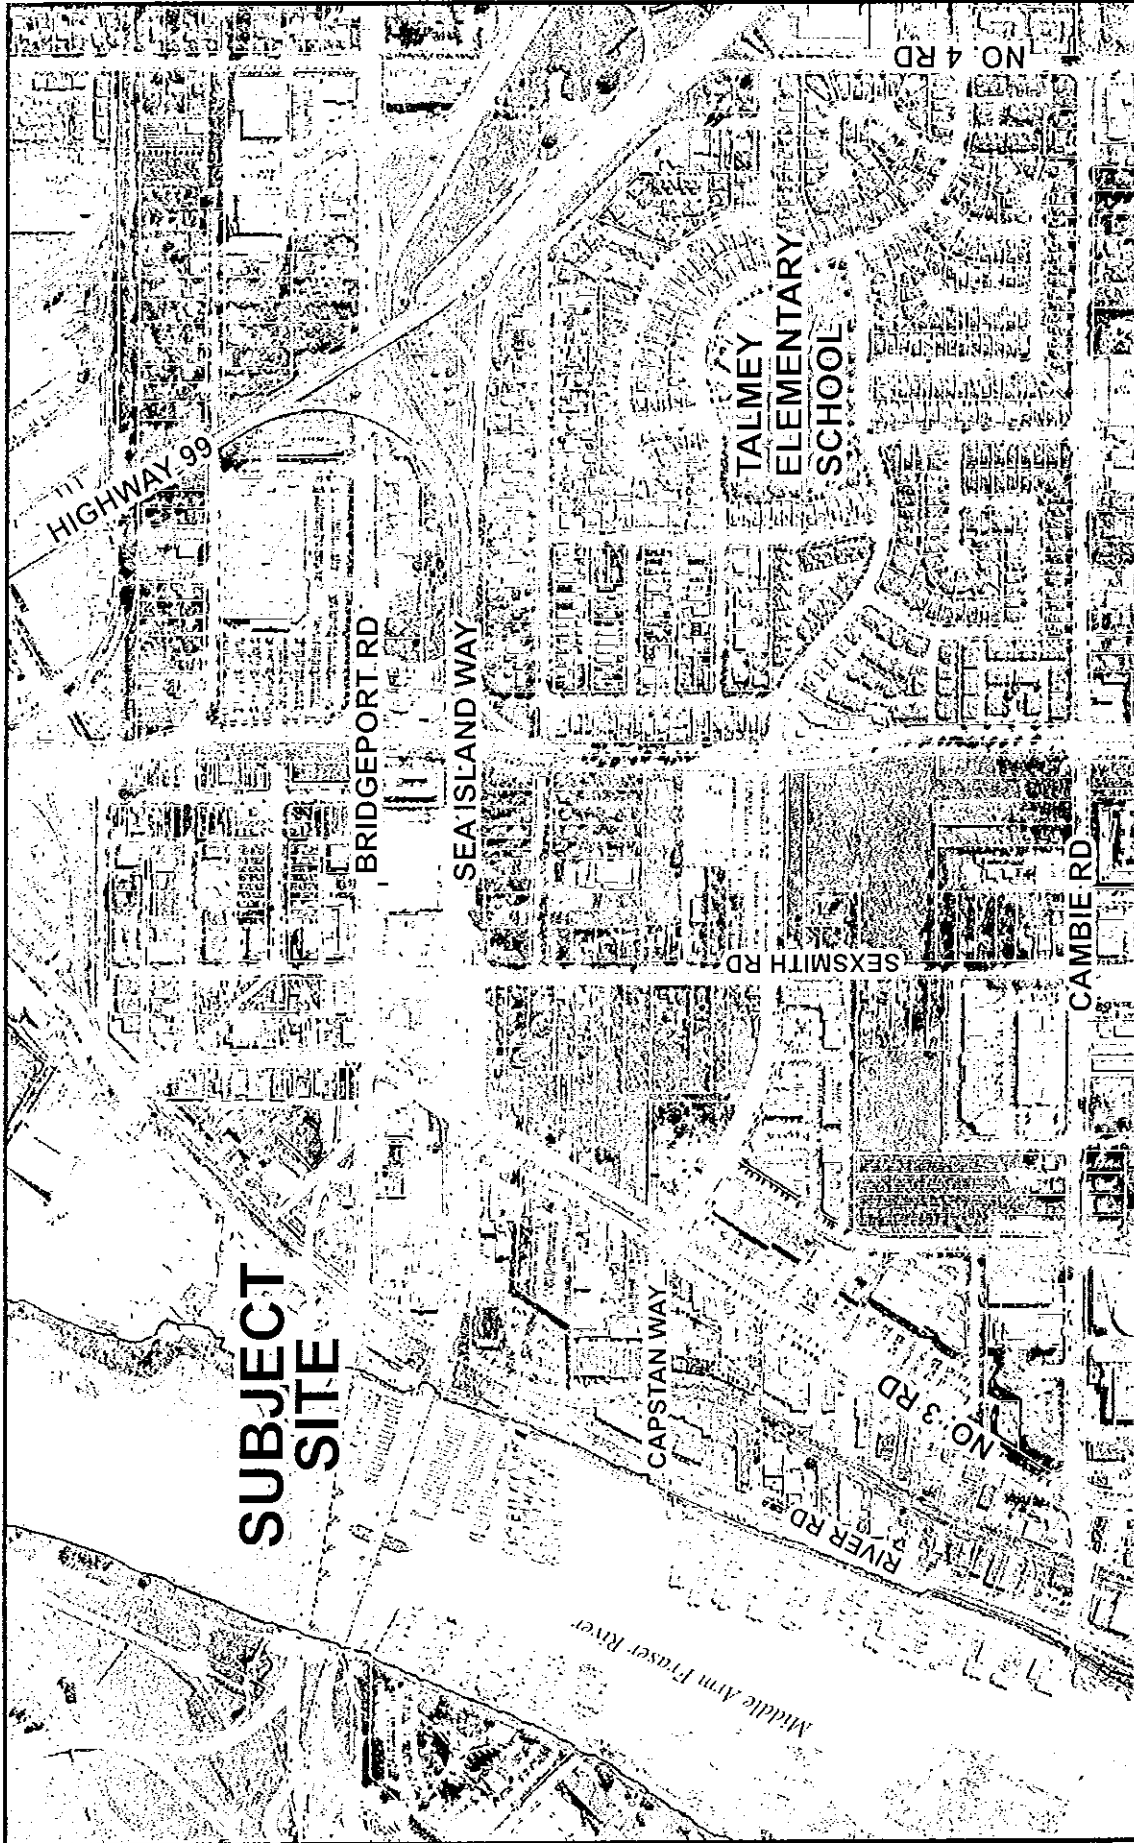 SUBJECT
SITE
HIGHWAY 99
BRIDGEPORT RD
SEA ISLAND WAY
NO. 4 RD
TALMEY
ELEMENTARY
SCHOOL
SEXSMITH RD
CAMBIE RD
CAPSTAN WAY
NO. 3 RD
RIVER RD
Middle Arm Fraser River